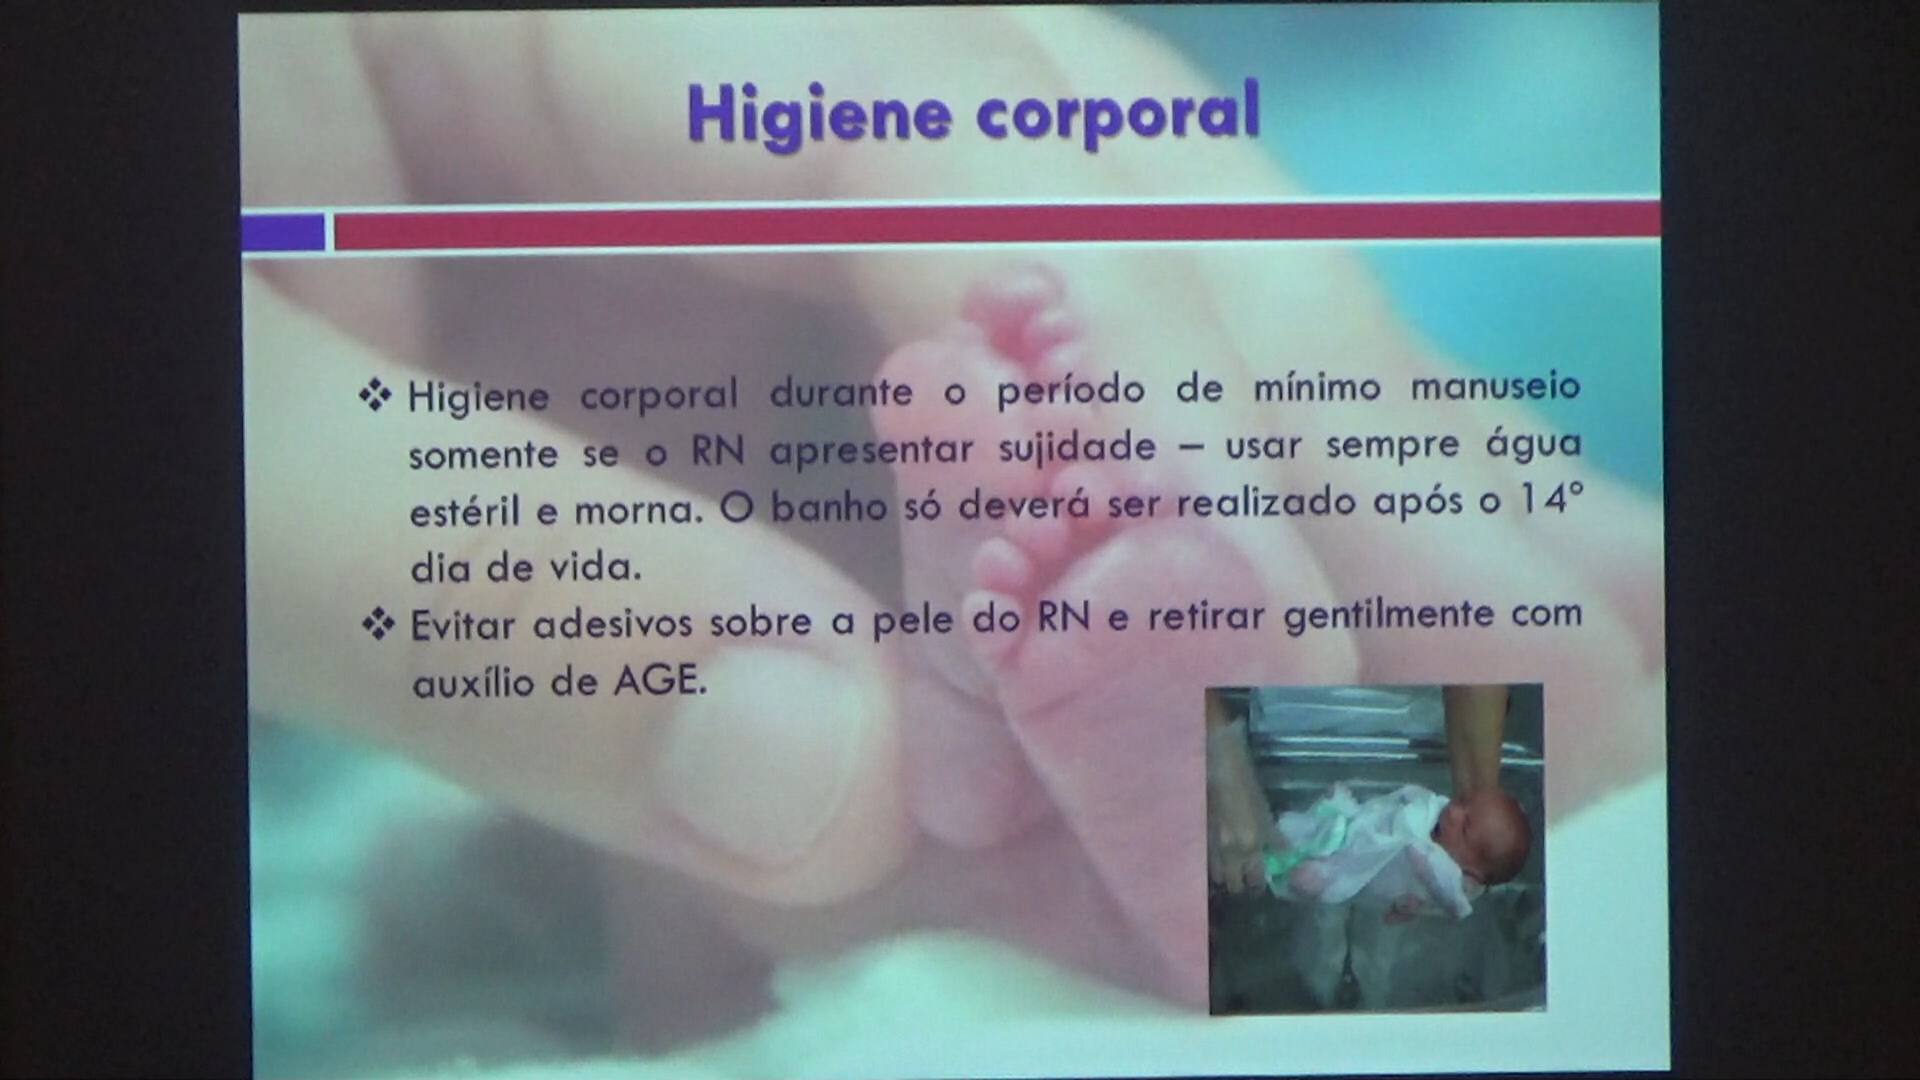 Higiene corporal
❖ Higiene corporal durante o período de mínimo manuseio
somente se o RN apresentar sujidade – usar sempre água
estéril e morna. O banho só deverá ser realizado após o 14º
dia de vida.
❖ Evitar adesivos sobre a pele do RN e retirar gentilmente com
auxílio de AGE.